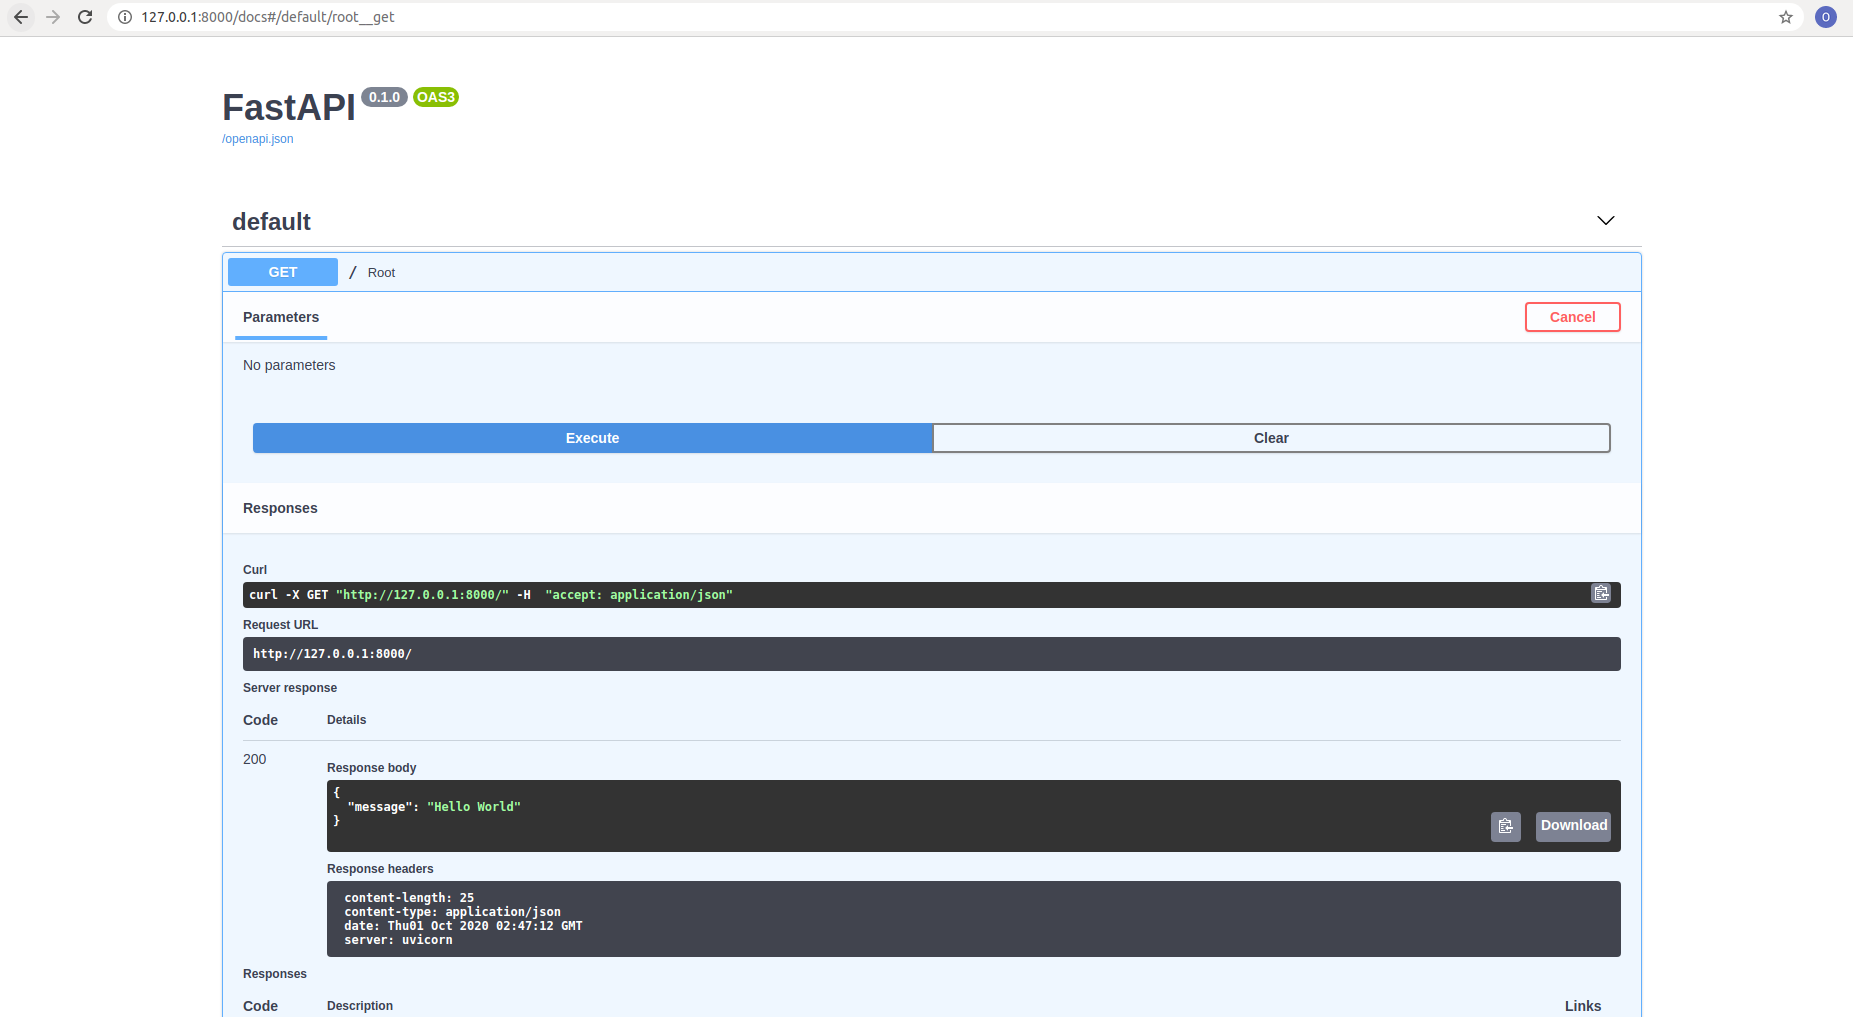 127.0.0.1:8000/docs#/default/root__get
O
FastAPI 0.1.0 OAS3
/openapi.json
default
GET / Root
Parameters Cancel
No parameters
Execute Clear
Responses
Curl
curl -X GET "http://127.0.0.1:8000/" -H  "accept: application/json"
Request URL
http://127.0.0.1:8000/
Server response
Code Details
200
Response body
{
  "message": "Hello World"
}
Download
Response headers
content-length: 25
content-type: application/json
date: Thu01 Oct 2020 02:47:12 GMT
server: uvicorn
Responses
Code Description Links